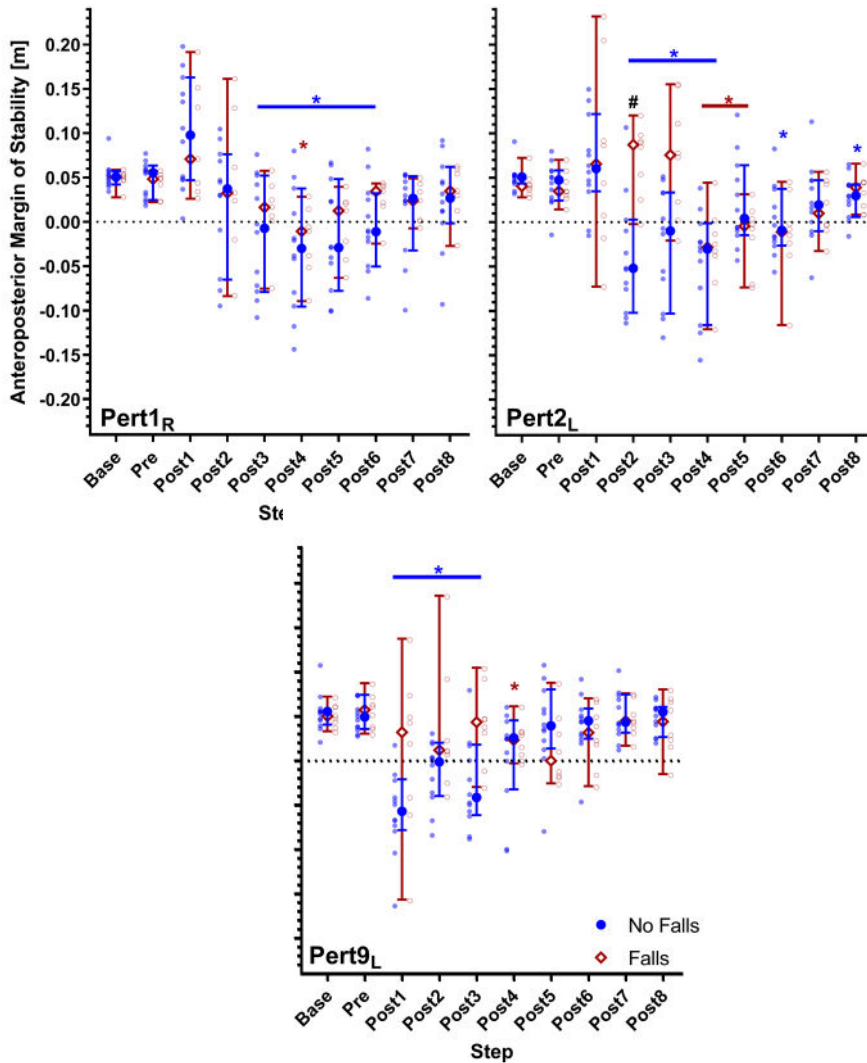 Anteroposterior Margin of Stability [m]
0.20
0.15
0.10
0.05
0.00
-0.05
-0.10
-0.15
-0.20
*
*
Pert1R
Base Pre Post1 Post2 Post3 Post4 Post5 Post6 Post7 Post8
Ste
*
#
*
*
*
Pert2L
Base Pre Post1 Post2 Post3 Post4 Post5 Post6 Post7 Post8
*
*
Pert9L
No Falls
Falls
Base Pre Post1 Post2 Post3 Post4 Post5 Post6 Post7 Post8
Step